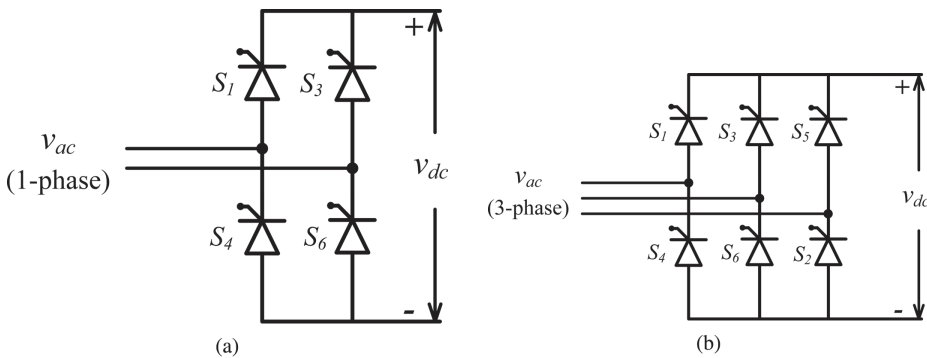 +
S1 S3
vac
(1-phase)
vdc
S4 S6
-
(a)
+
S1 S3 S5
vac
(3-phase)
vdc
S4 S6 S2
-
(b)